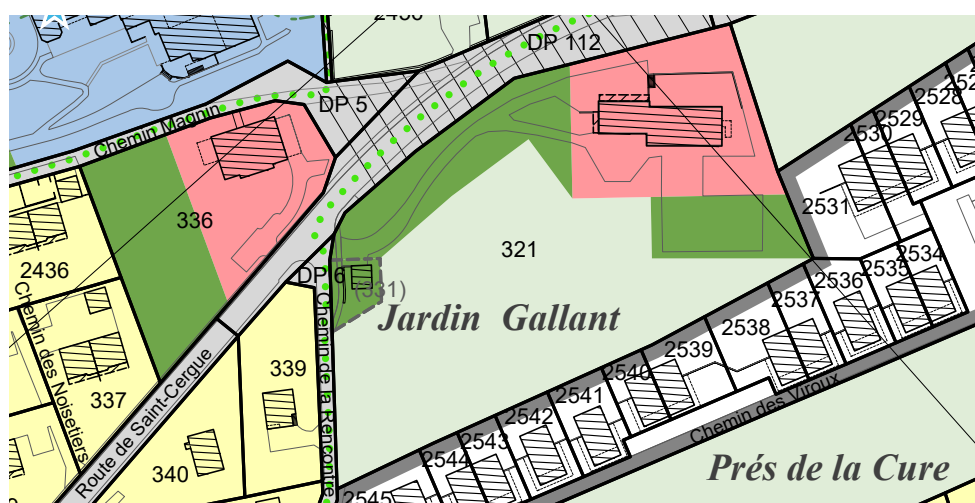 DP 112
DP 5
Chemin Magnin
2528
2529
2530
336
2531
321
2436
2534
2535
2536
2537
DP 6
(331)
Jardin Gallant
2538
2539
Chemin des Noisetiers
Chemin de la Rencontre
Route de Saint-Cergue
339
337
2540
2541
2542
2543
2544
2545
Chemin des Viroux
340
Prés de la Cure